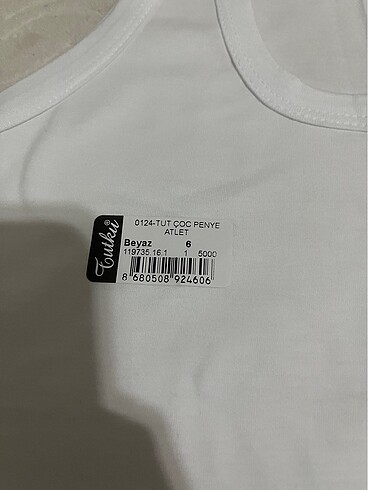 Tutku®
0124-TUT ÇOC PENYE
ATLET
Beyaz 6
119735.16.1 1 5000
8 680508 924606